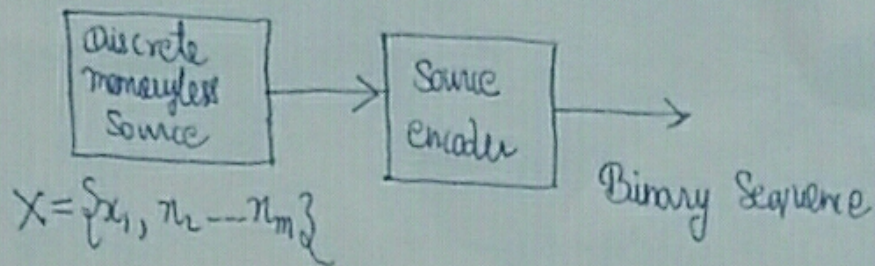 Discrete
memoryless
Source
Source
encoder
Binary Sequence
X={x₁, x₂ --- xₘ}